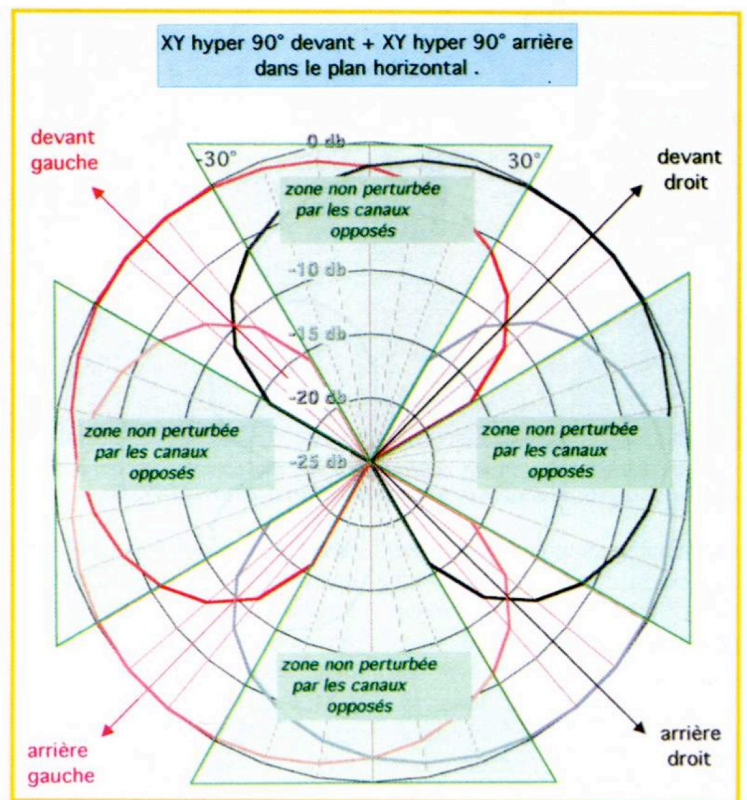 XY hyper 90° devant + XY hyper 90° arrière
dans le plan horizontal .
devant
gauche
0 db
-30°
30°
devant
droit
zone non perturbée
par les canaux
opposés
-10 db
-15 db
-20 db
zone non perturbée
par les canaux
opposés
zone non perturbée
par les canaux
opposés
-25 db
zone non perturbée
par les canaux
opposés
arrière
gauche
arrière
droit